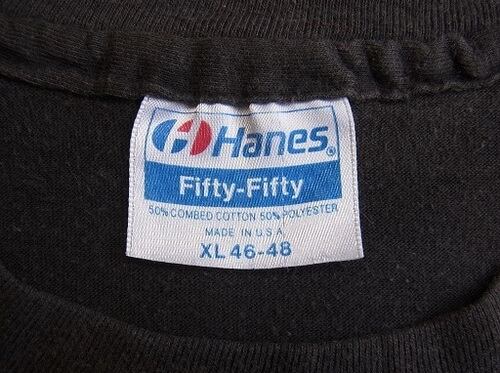 Hanes®
Fifty-Fifty
50% COMBED COTTON 50% POLYESTER
MADE IN U.S.A
XL 46-48